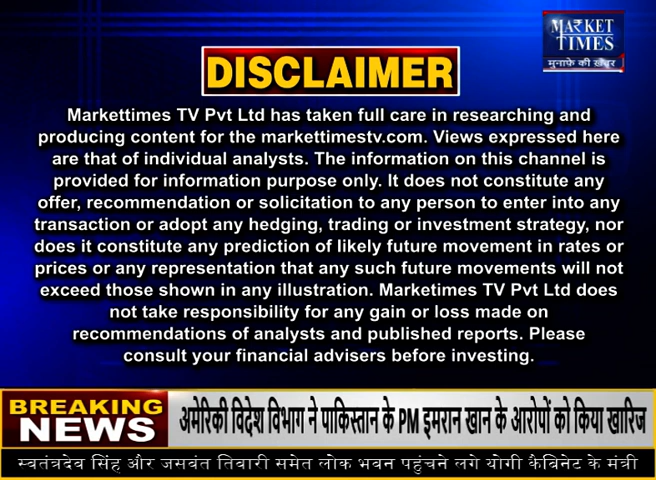 MARKET
TIMES
मुनाफे की ख़बर
DISCLAIMER
Markettimes TV Pvt Ltd has taken full care in researching and
producing content for the markettimestv.com. Views expressed here
are that of individual analysts. The information on this channel is
provided for information purpose only. It does not constitute any
offer, recommendation or solicitation to any person to enter into any
transaction or adopt any hedging, trading or investment strategy, nor
does it constitute any prediction of likely future movement in rates or
prices or any representation that any such future movements will not
exceed those shown in any illustration. Marketimes TV Pvt Ltd does
not take responsibility for any gain or loss made on
recommendations of analysts and published reports. Please
consult your financial advisers before investing.
BREAKING
NEWS
अमेरिकी विदेश विभाग ने पाकिस्तान के PM इमरान खान के आरोपों को किया खारिज
स्वतंत्रदेव सिंह और जसवंत तिवारी समेत लोक भवन पहुंचने लगे योगी कैबिनेट के मंत्री